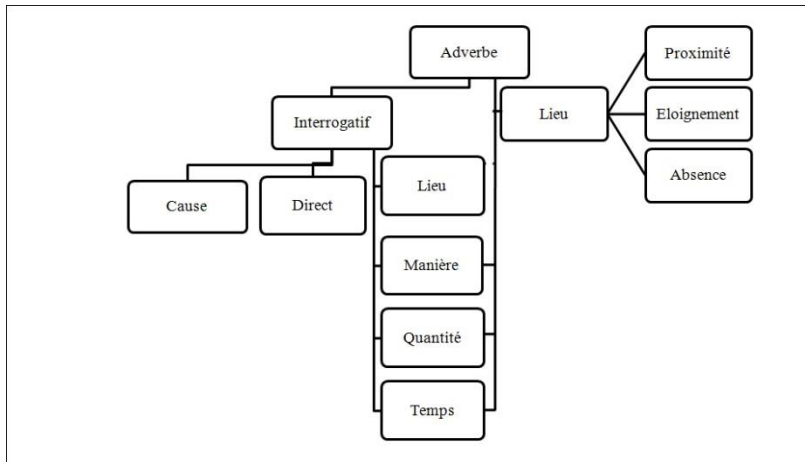 Adverbe
Proximité
Interrogatif
Lieu
Eloignement
Absence
Cause
Direct
Lieu
Manière
Quantité
Temps